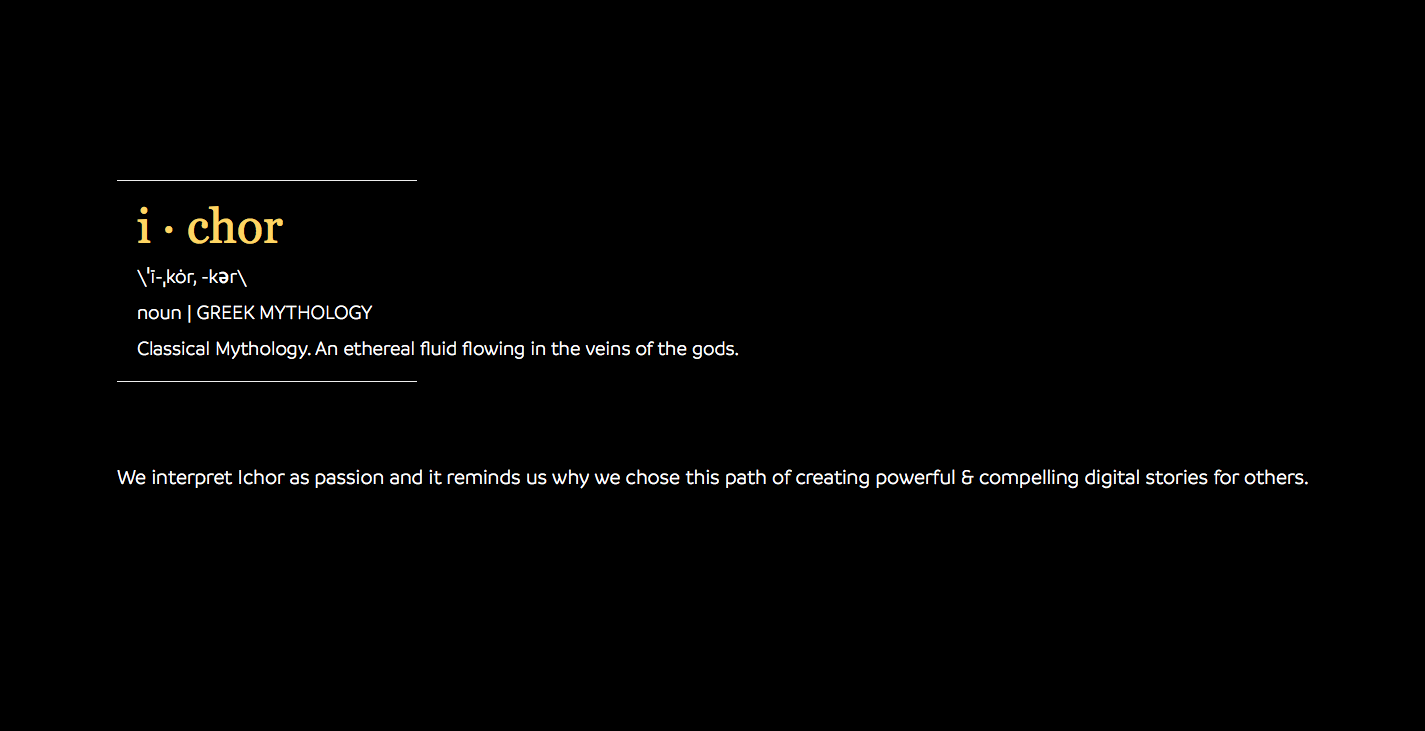 i · chor
\ˈī-ˌkȯr, -kər\
noun | GREEK MYTHOLOGY
Classical Mythology. An ethereal fluid flowing in the veins of the gods.
We interpret Ichor as passion and it reminds us why we chose this path of creating powerful & compelling digital stories for others.